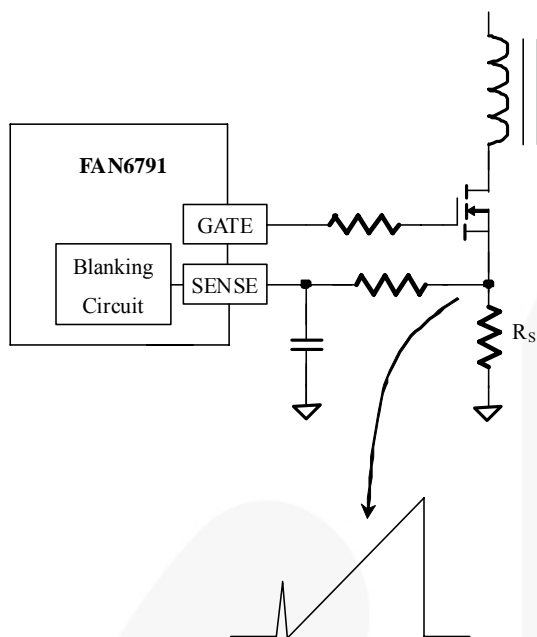 FAN6791
GATE
Blanking
Circuit
SENSE
RS